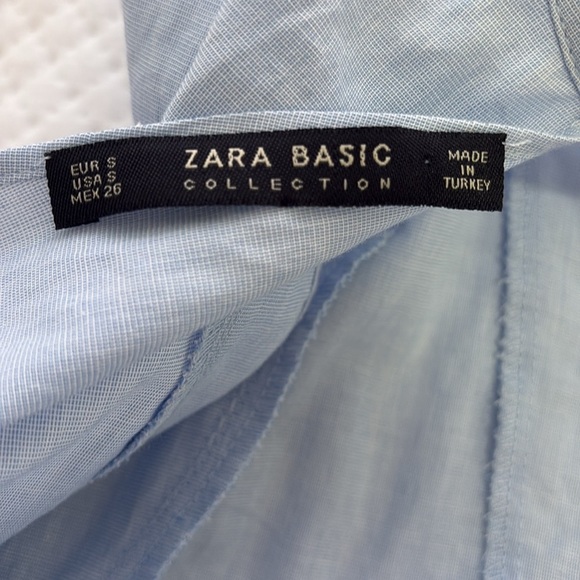 EUR S
USA S
MEX 26
ZARA BASIC
COLLECTION
MADE
IN
TURKEY